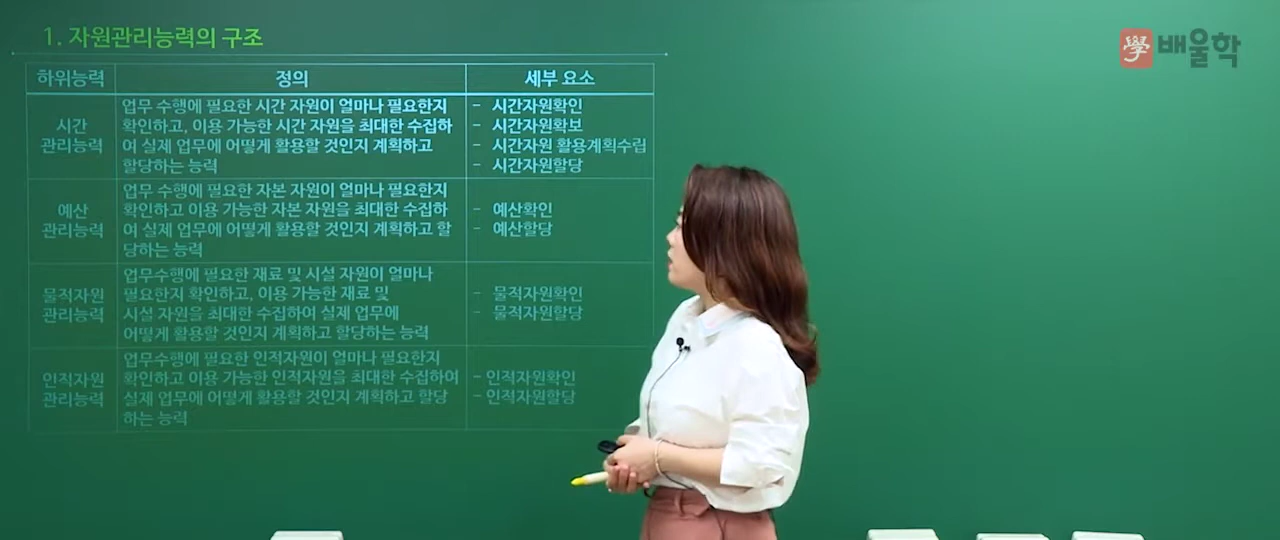 1. 자원관리능력의 구조
學 배울학
하위능력 정의 세부 요소
시간
관리능력
업무 수행에 필요한 시간 자원이 얼마나 필요한지
확인하고, 이용 가능한 시간 자원을 최대한 수집하
여 실제 업무에 어떻게 활용할 것인지 계획하고
할당하는 능력
- 시간자원확인
- 시간자원확보
- 시간자원 활용계획수립
- 시간자원할당
예산
관리능력
업무 수행에 필요한 자본 자원이 얼마나 필요한지
확인하고 이용 가능한 자본 자원을 최대한 수집하
여 실제 업무에 어떻게 활용할 것인지 계획하고 할
당하는 능력
- 예산확인
- 예산할당
물적자원
관리능력
업무수행에 필요한 재료 및 시설 자원이 얼마나
필요한지 확인하고, 이용 가능한 재료 및
시설 자원을 최대한 수집하여 실제 업무에
어떻게 활용할 것인지 계획하고 할당하는 능력
- 물적자원확인
- 물적자원할당
인적자원
관리능력
업무수행에 필요한 인적자원이 얼마나 필요한지
확인하고 이용 가능한 인적자원을 최대한 수집하여
실제 업무에 어떻게 활용할 것인지 계획하고 할당
하는 능력
- 인적자원확인
- 인적자원할당